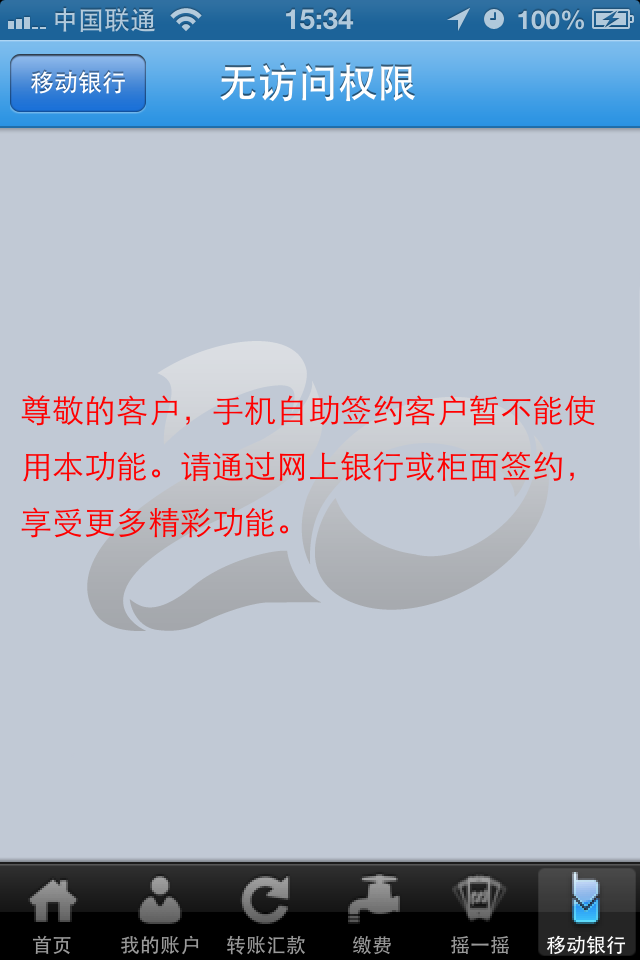 中国联通 15:34 100%
移动银行 无访问权限
尊敬的客户，手机自助签约客户暂不能使
用本功能。请通过网上银行或柜面签约，
享受更多精彩功能。
首页 我的账户 转账汇款 缴费 摇一摇 移动银行